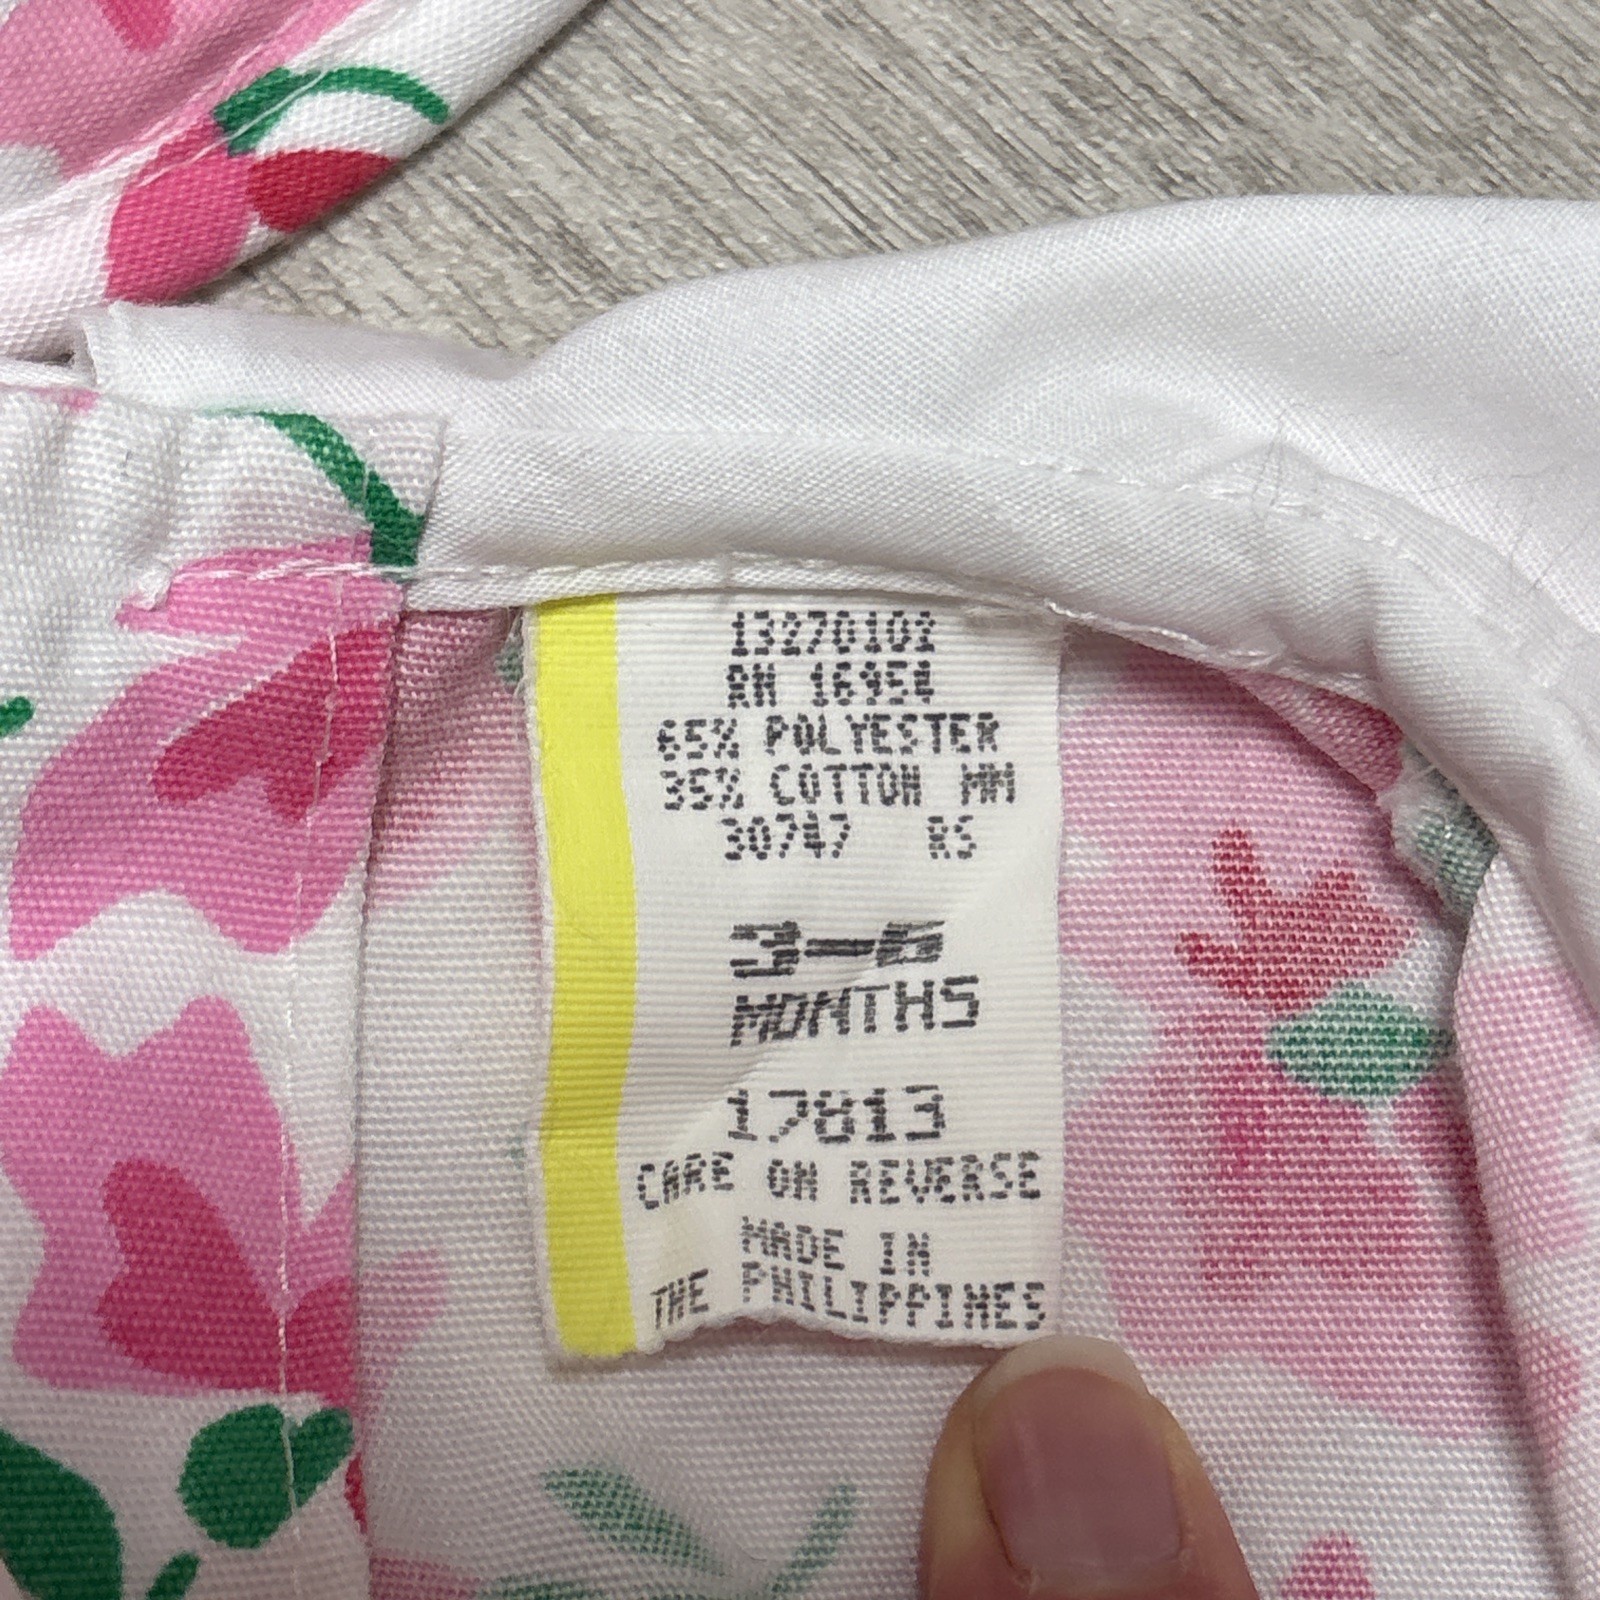 13270102
RN 16954
65% POLYESTER
35% COTTON MM
30747 RS
3-6
MONTHS
17813
CARE ON REVERSE
MADE IN
THE PHILIPPINES